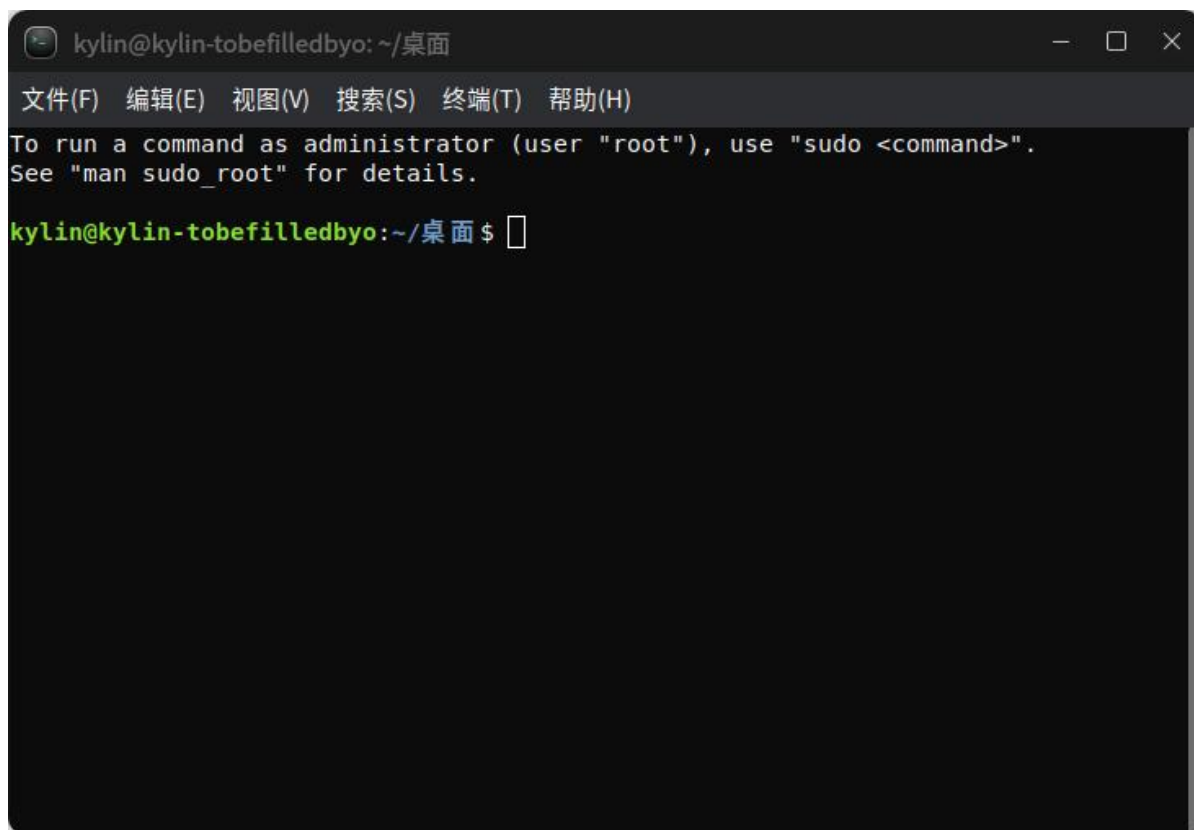 kylin@kylin-tobefilledbyo: ~/桌面
文件(F) 编辑(E) 视图(V) 搜索(S) 终端(T) 帮助(H)
To run a command as administrator (user "root"), use "sudo <command>".
See "man sudo_root" for details.
kylin@kylin-tobefilledbyo:~/桌面$